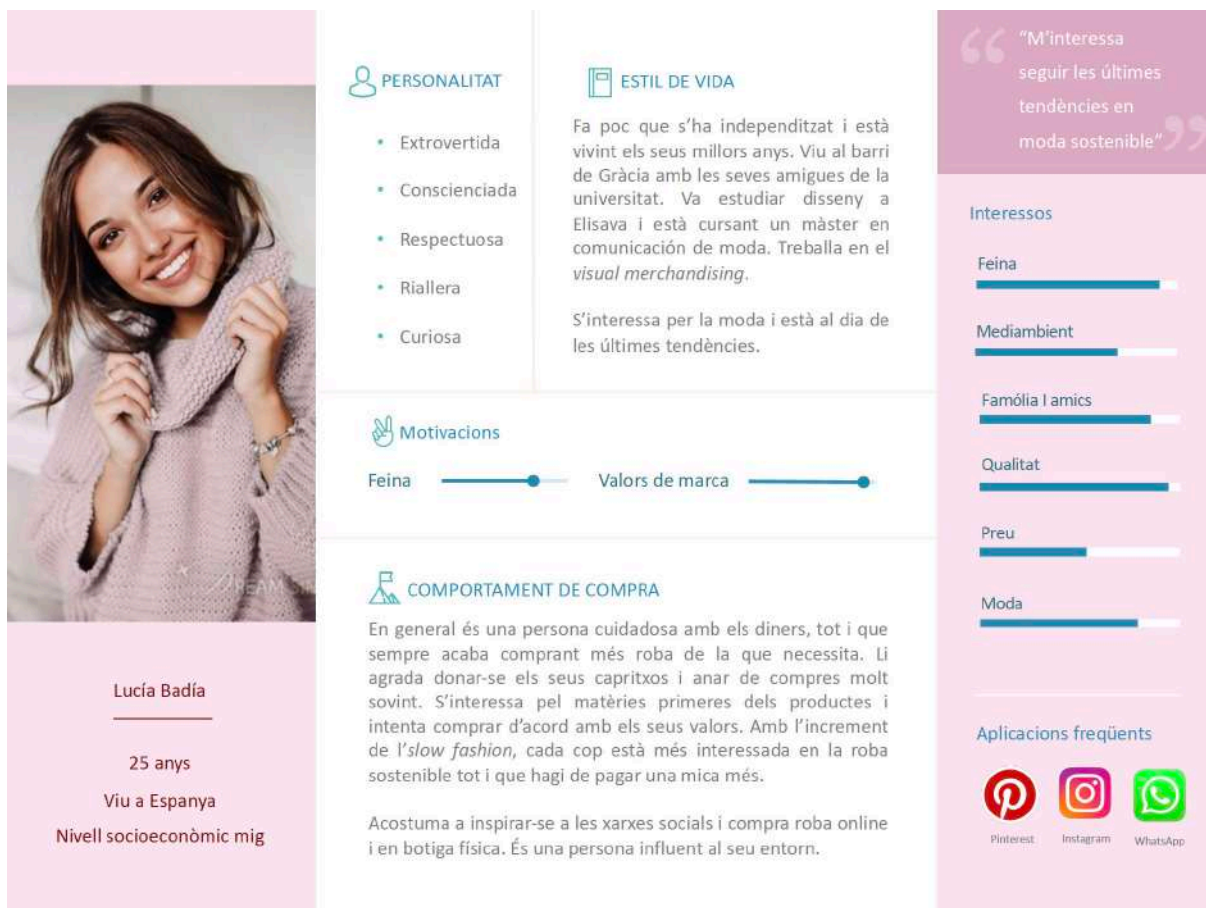 Lucía Badía
25 anys
Viu a Espanya
Nivell socioeconòmic mig
PERSONALITAT
• Extrovertida
• Conscienciada
• Respectuosa
• Riallera
• Curiosa
ESTIL DE VIDA
Fa poc que s'ha independitzat i està
vivint els seus millors anys. Viu al barri
de Gràcia amb les seves amigues de la
universitat. Va estudiar disseny a
Elisava i està cursant un màster en
comunicación de moda. Treballa en el
visual merchandising.
S'interessa per la moda i està al dia de
les últimes tendències.
Motivacions
Feina
Valors de marca
COMPORTAMENT DE COMPRA
En general és una persona cuidadosa amb els diners, tot i que
sempre acaba comprant més roba de la que necessita. Li
agrada donar-se els seus capritxos i anar de compres molt
sovint. S'interessa pel matèries primeres dels productes i
intenta comprar d'acord amb els seus valors. Amb l'increment
de l'slow fashion, cada cop està més interessada en la roba
sostenible tot i que hagi de pagar una mica més.
Acostuma a inspirar-se a les xarxes socials i compra roba online
i en botiga física. És una persona influent al seu entorn.
“M'interessa
seguir les últimes
tendències en
moda sostenible”
Interessos
Feina
Mediambient
Famólia I amics
Qualitat
Preu
Moda
Aplicacions freqüents
Pinterest
Instagram
WhatsApp